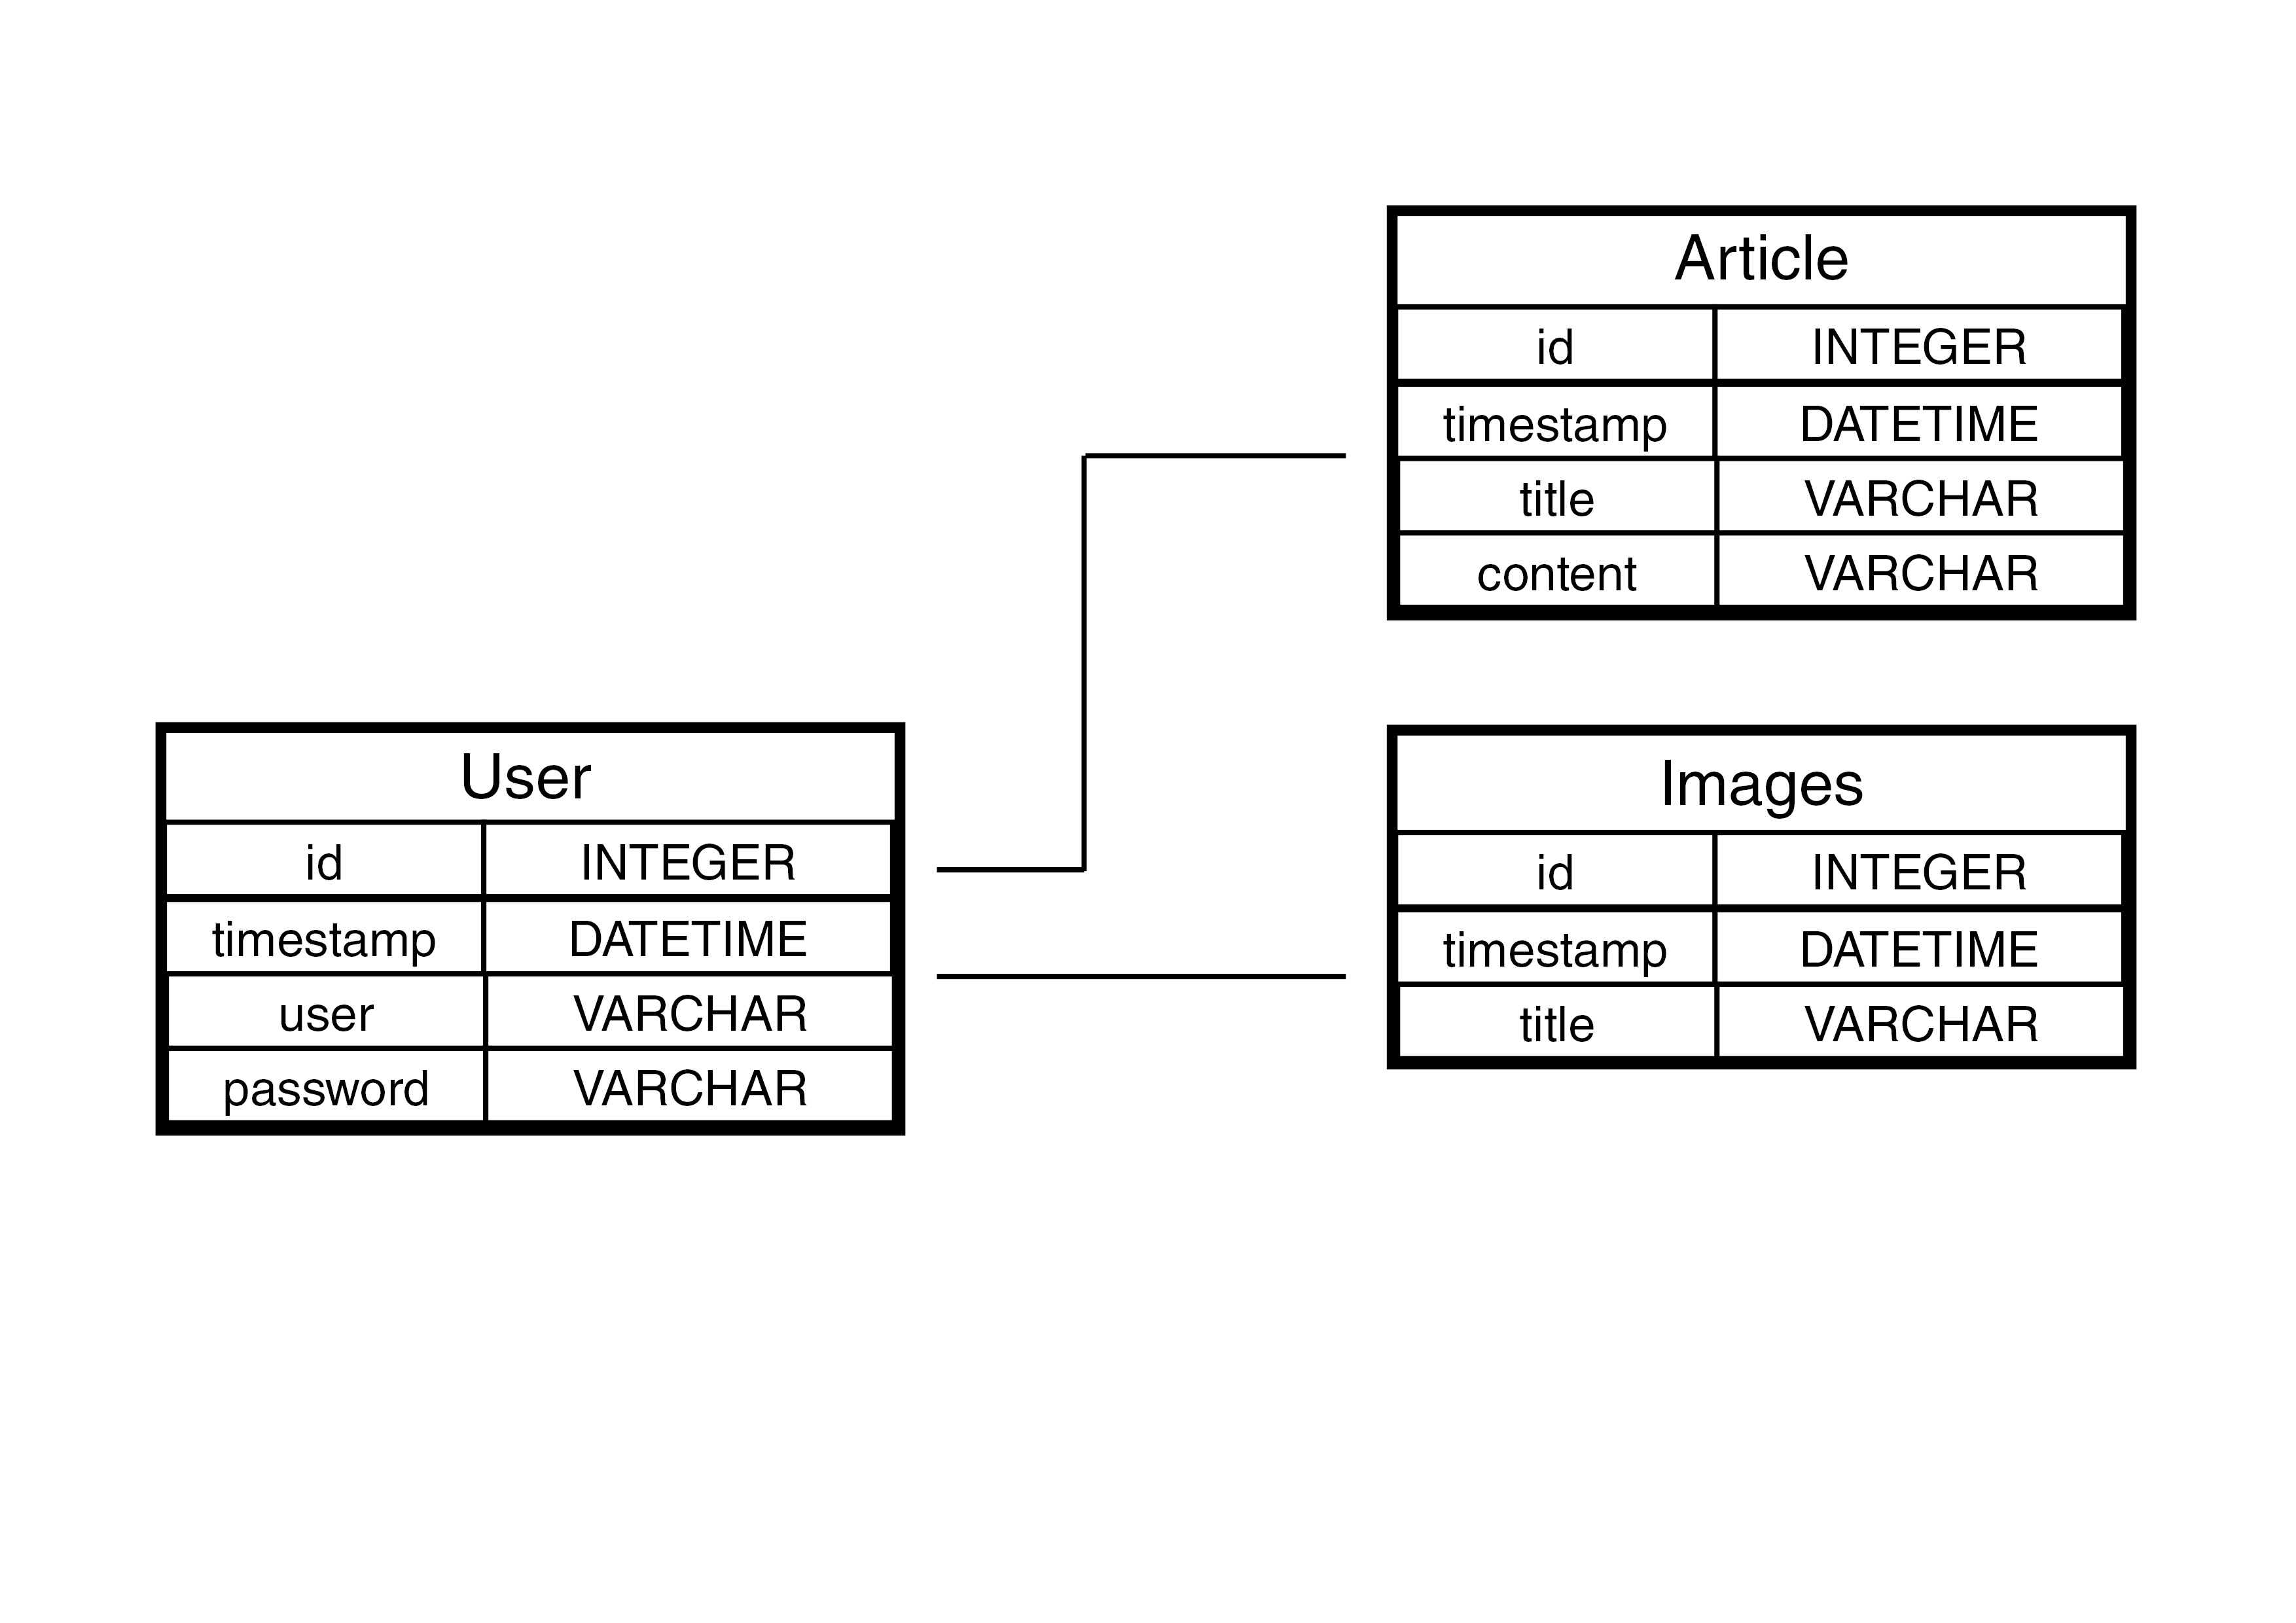 Article
id INTEGER
timestamp DATETIME
title VARCHAR
content VARCHAR
User
id INTEGER
timestamp DATETIME
user VARCHAR
password VARCHAR
Images
id INTEGER
timestamp DATETIME
title VARCHAR